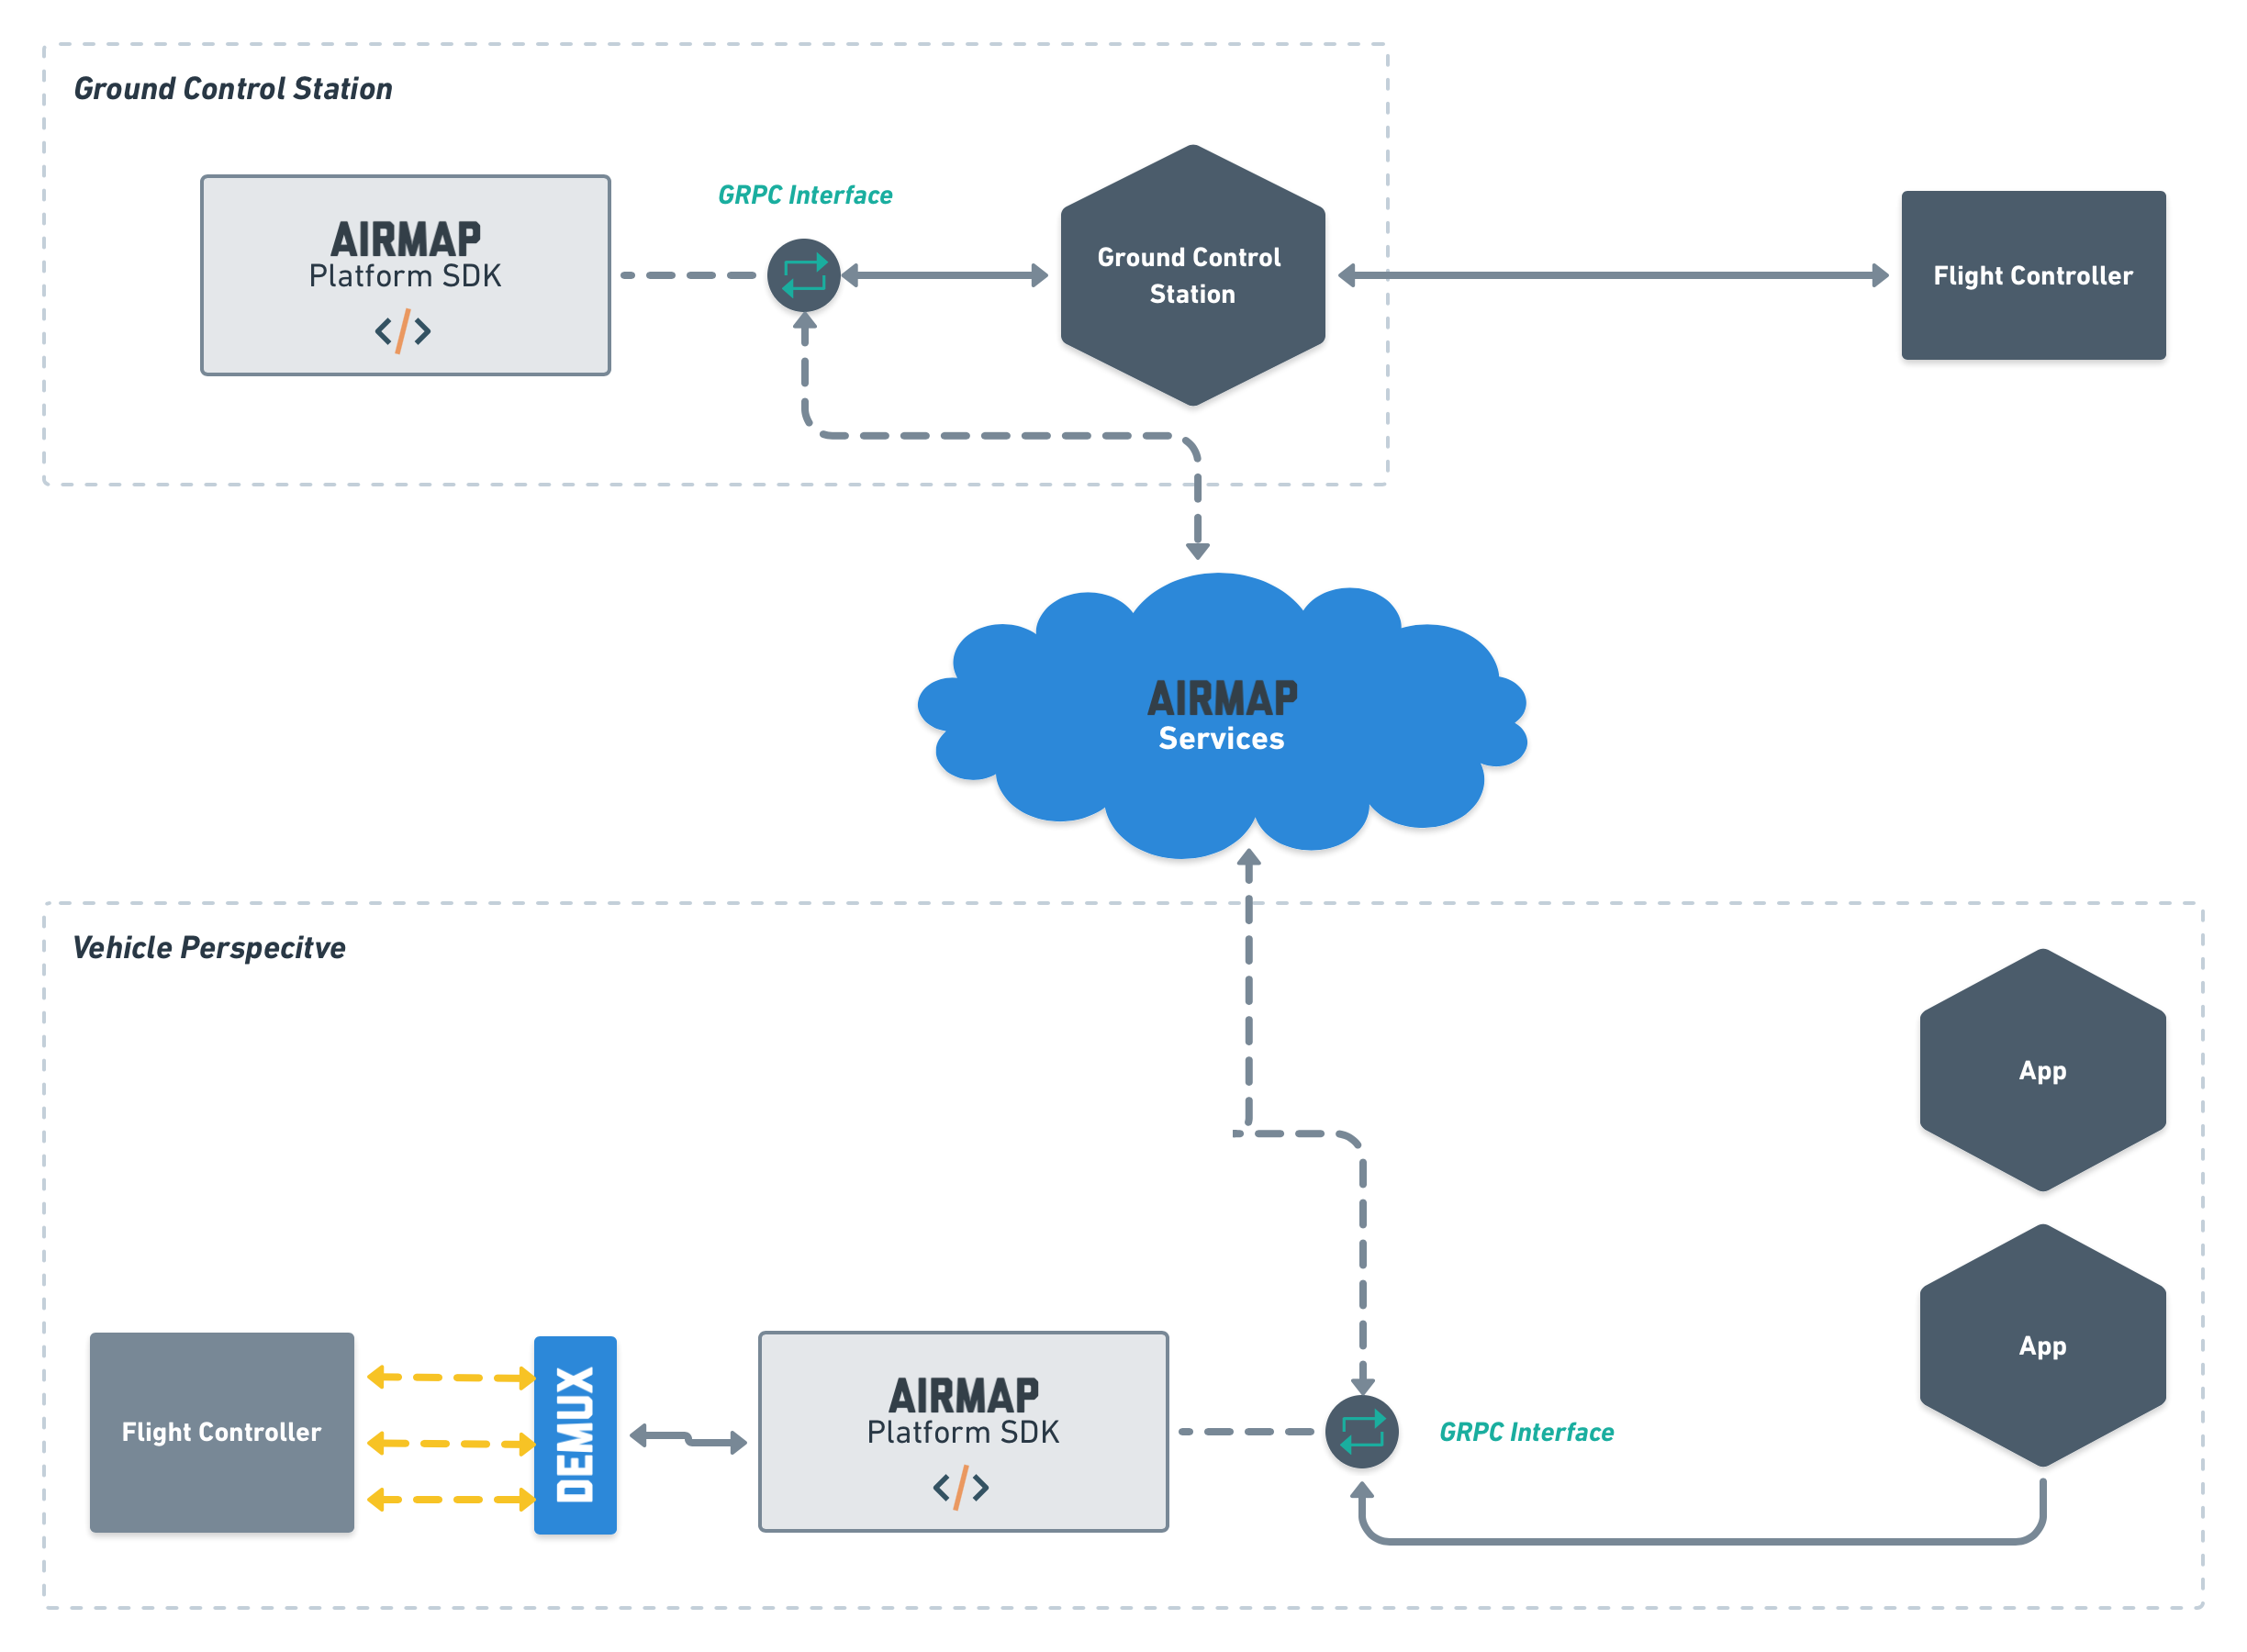 Ground Control Station
AIRMAP
Platform SDK
</>
GRPC Interface
Ground Control
Station
Flight Controller
AIRMAP
Services
Vehicle Perspecitve
App
App
Flight Controller
DEMUX
AIRMAP
Platform SDK
</>
GRPC Interface